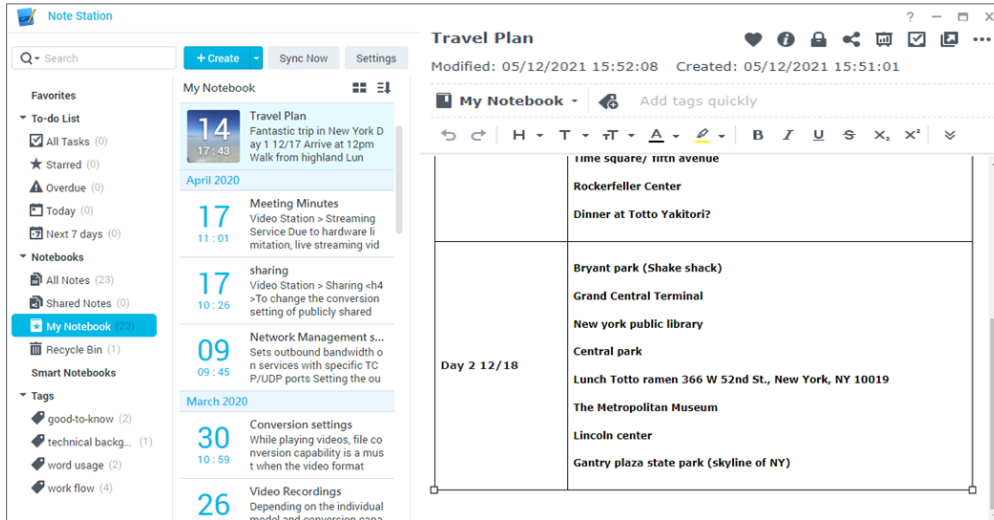 Note Station
Search
+ Create
Sync Now
Settings
Favorites
To-do List
All Tasks (0)
Starred (0)
Overdue (0)
Today (0)
Next 7 days (0)
Notebooks
All Notes (23)
Shared Notes (0)
My Notebook (23)
Recycle Bin (1)
Smart Notebooks
Tags
good-to-know (2)
technical backg... (1)
word usage (2)
work flow (4)
My Notebook
14
17:43
Travel Plan
Fantastic trip in New York D
ay 1 12/17 Arrive at 12pm
Walk from highland Lun
April 2020
17
11:01
Meeting Minutes
Video Station > Streaming
Service Due to hardware li
mitation, live streaming vid
17
10:26
sharing
Video Station > Sharing <h4
>To change the conversion
setting of publicly shared
09
09:45
Network Management s...
Sets outbound bandwidth o
n services with specific TC
P/UDP ports Setting the ou
March 2020
30
10:59
Conversion settings
While playing videos, file co
nversion capability is a mus
t when the video format
26
Video Recordings
Depending on the individual
model and conversion capa
Travel Plan
Modified: 05/12/2021 15:52:08 Created: 05/12/2021 15:51:01
My Notebook
Add tags quickly
H T тT A B I U S X₂ X²
Time square/ fifth avenue
Rockerfeller Center
Dinner at Totto Yakitori?
Day 2 12/18
Bryant park (Shake shack)
Grand Central Terminal
New york public library
Central park
Lunch Totto ramen 366 W 52nd St., New York, NY 10019
The Metropolitan Museum
Lincoln center
Gantry plaza state park (skyline of NY)